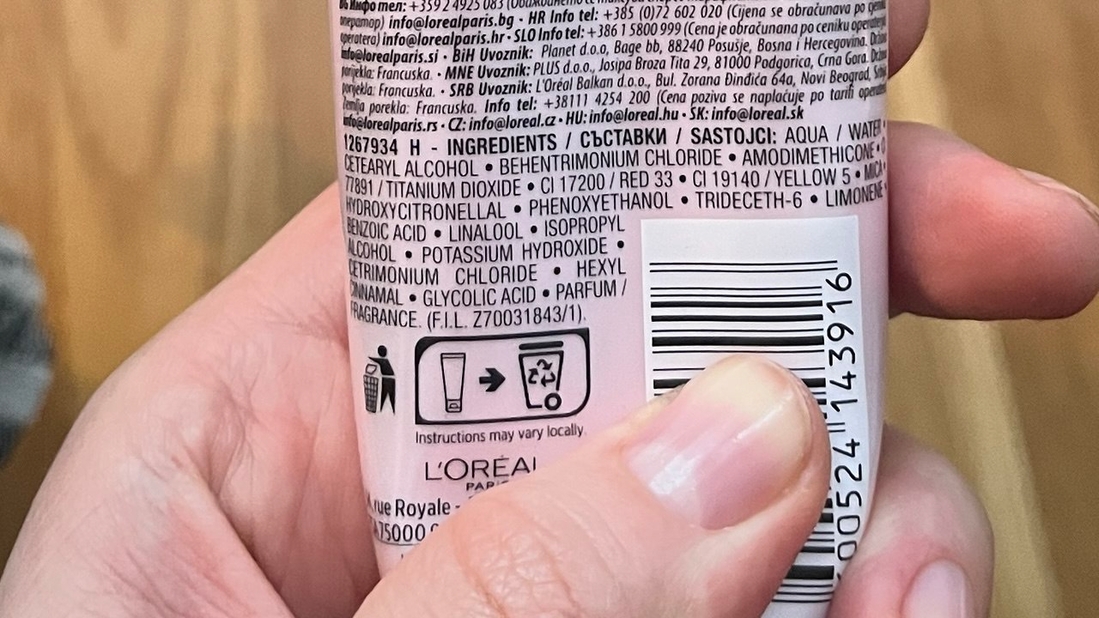 Инфо тел: +359 2 4925 083
оператор) info@lorealparis.bg • HR Info tel: +385 (0)72 602 020 (Cijena se obračunava po
operatera) info@lorealparis.hr • SLO Info tel: +386 1 5800 999 (Cena je obračunana po ceniku operaterja
info@lorealparis.si • BiH Uvoznik: Planet d.o.o, Bage bb, 88240 Posušje, Bosna i Hercegovina.
porijekla: Francuska. • MNE Uvoznik: PLUS d.o.o., Josipa Broza Tita 29, 81000 Podgorica, Crna Gora.
porijekla: Francuska. • SRB Uvoznik: L'Oréal Balkan d.o.o., Bul. Zorana Đinđića 64a, Novi Beograd,
Zemlja porekla: Francuska. Info tel: +38111 4254 200 (Cena poziva se naplaćuje po tarifi
info@lorealparis.rs • CZ: info@loreal.cz • HU: info@loreal.hu • SK: info@loreal.sk
1267934 H - INGREDIENTS / СЪСТАВКИ / SASTOJCI: AQUA / WATER •
CETEARYL ALCOHOL • BEHENTRIMONIUM CHLORIDE • AMODIMETHICONE •
77891 / TITANIUM DIOXIDE • CI 17200 / RED 33 • CI 19140 / YELLOW 5 • MICA
HYDROXYCITRONELLAL • PHENOXYETHANOL • TRIDECETH-6 • LIMONENE
BENZOIC ACID • LINALOOL • ISOPROPYL
ALCOHOL • POTASSIUM HYDROXIDE •
CETRIMONIUM CHLORIDE • HEXYL
CINNAMAL • GLYCOLIC ACID • PARFUM /
FRAGRANCE. (F.I.L. Z70031843/1).
Instructions may vary locally.
L'ORÉAL
PARIS
rue Royale -
75000
00524 143916